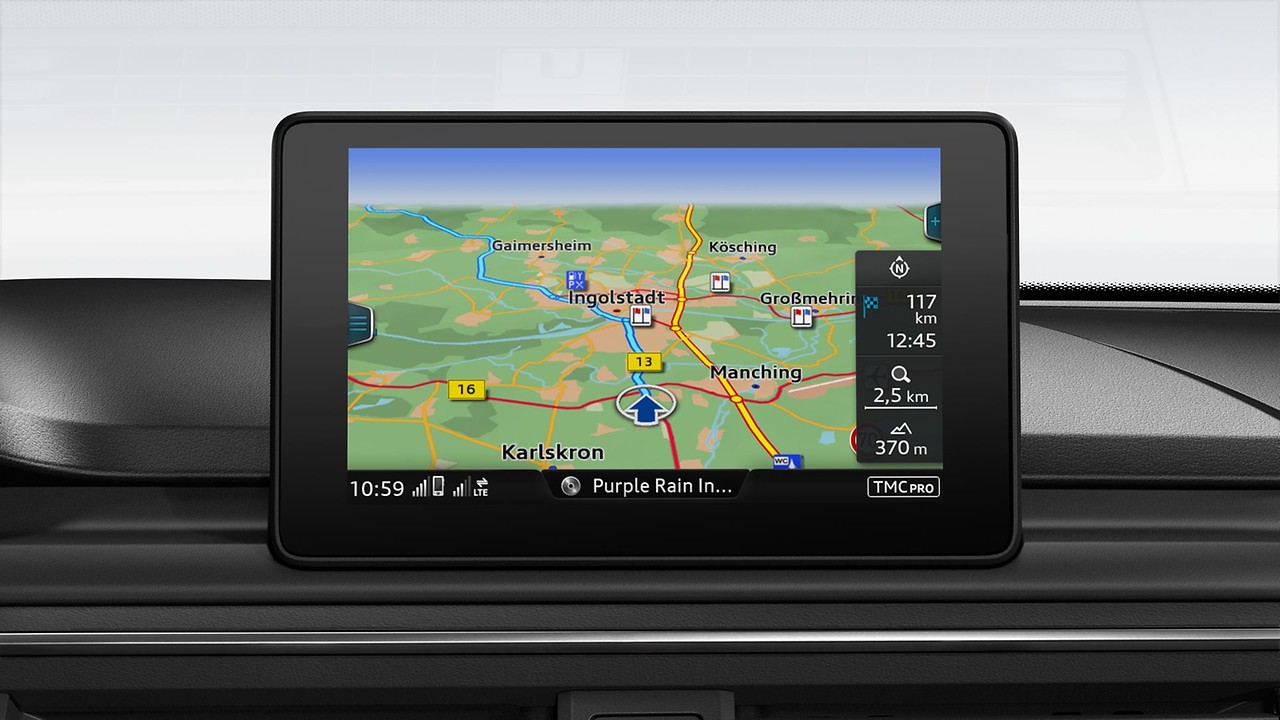 Gaimersheim
Kösching
N
Ingolstadt
Großmehrin
117
km
12:45
13
Manching
16
2,5 km
Karlskron
370 m
WC
10:59
LTE
Purple Rain In...
TMC PRO